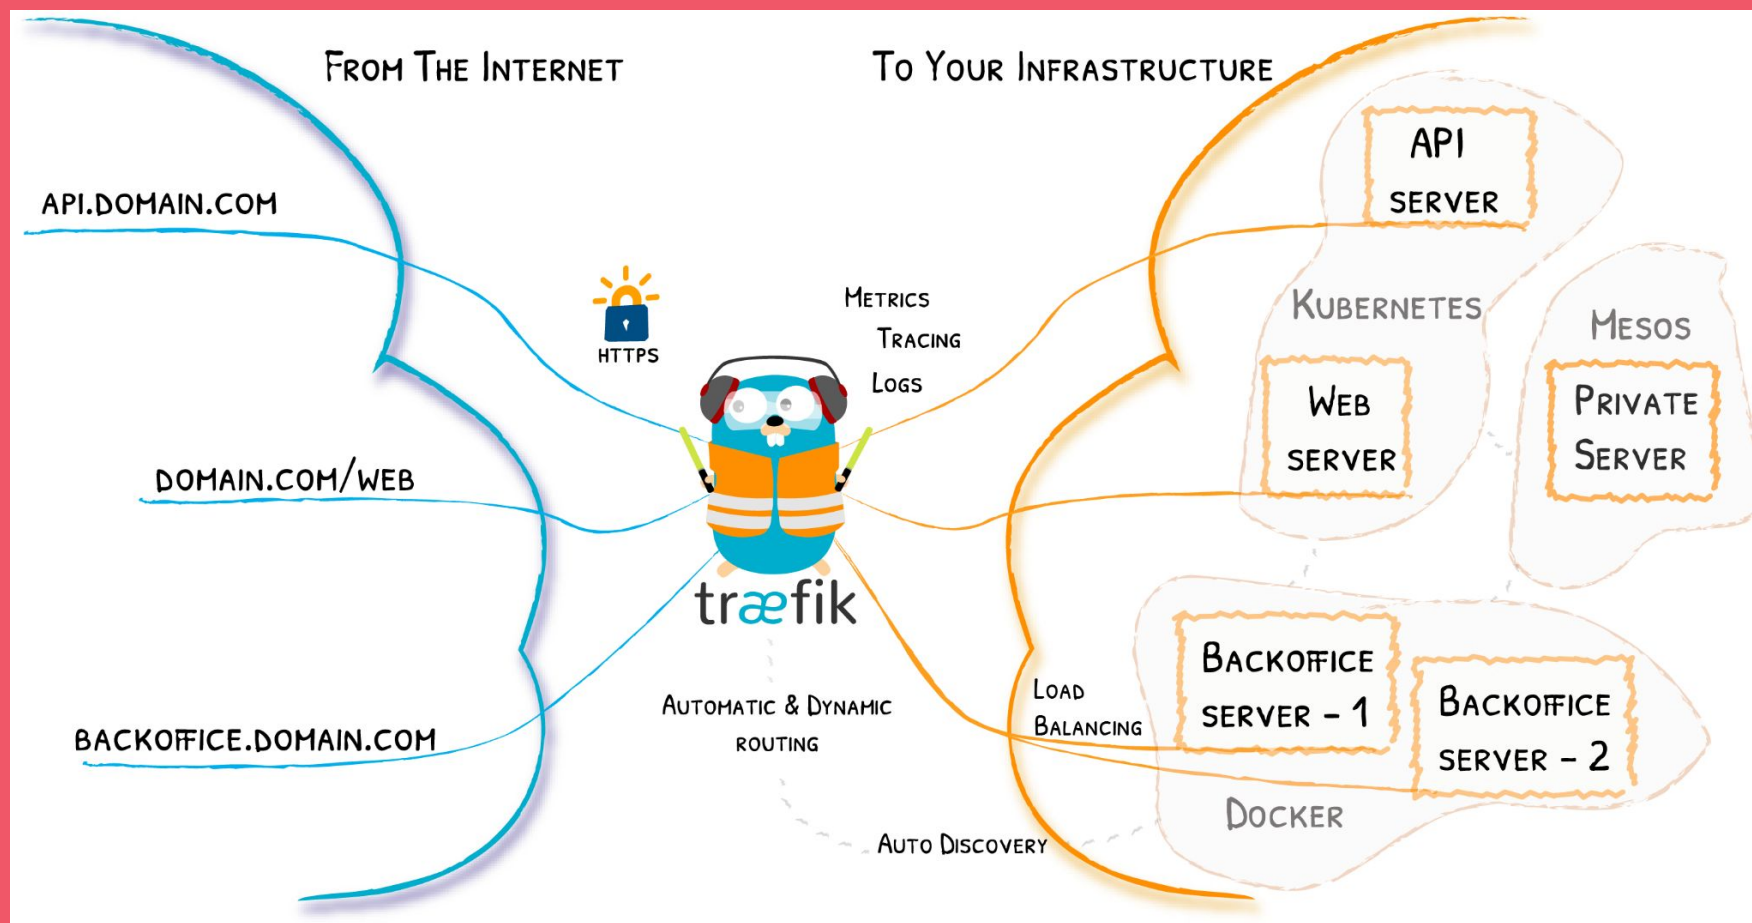 From The Internet
To Your Infrastructure
API
server
api.domain.com
Kubernetes
Metrics
Tracing
Logs
HTTPS
Mesos
Web
server
Private
Server
domain.com/web
træfik
Backoffice
server - 1
Backoffice
server - 2
Load
Balancing
Automatic & Dynamic
routing
backoffice.domain.com
Docker
Auto Discovery